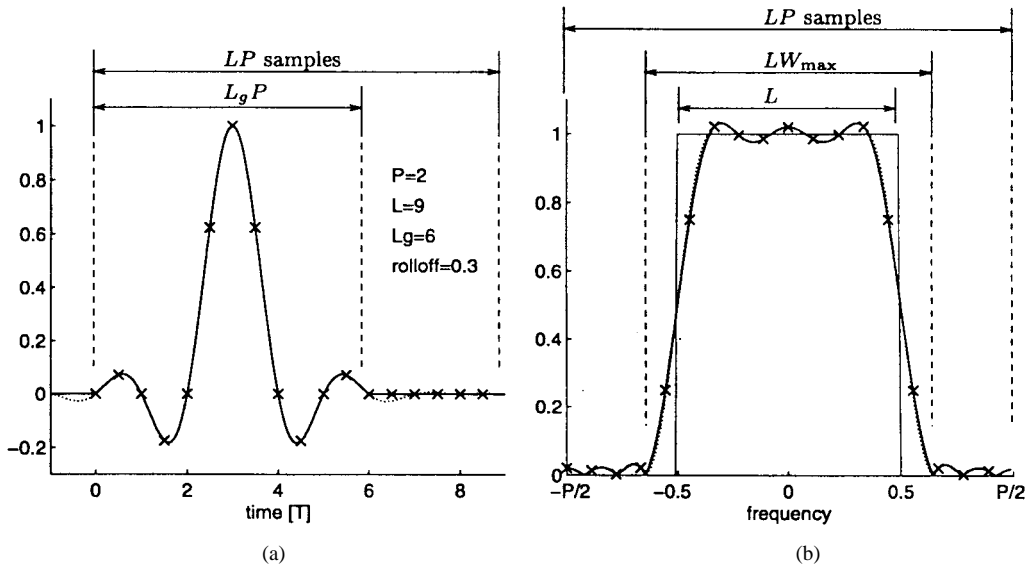 LP samples
L_g P
1
0.8
0.6
0.4
0.2
0
−0.2
P=2
L=9
Lg=6
rolloff=0.3
0
2
4
6
8
time [T]
(a)
LP samples
LW_max
L
1
0.8
0.6
0.4
0.2
0
−P/2
−0.5
0
0.5
P/2
frequency
(b)